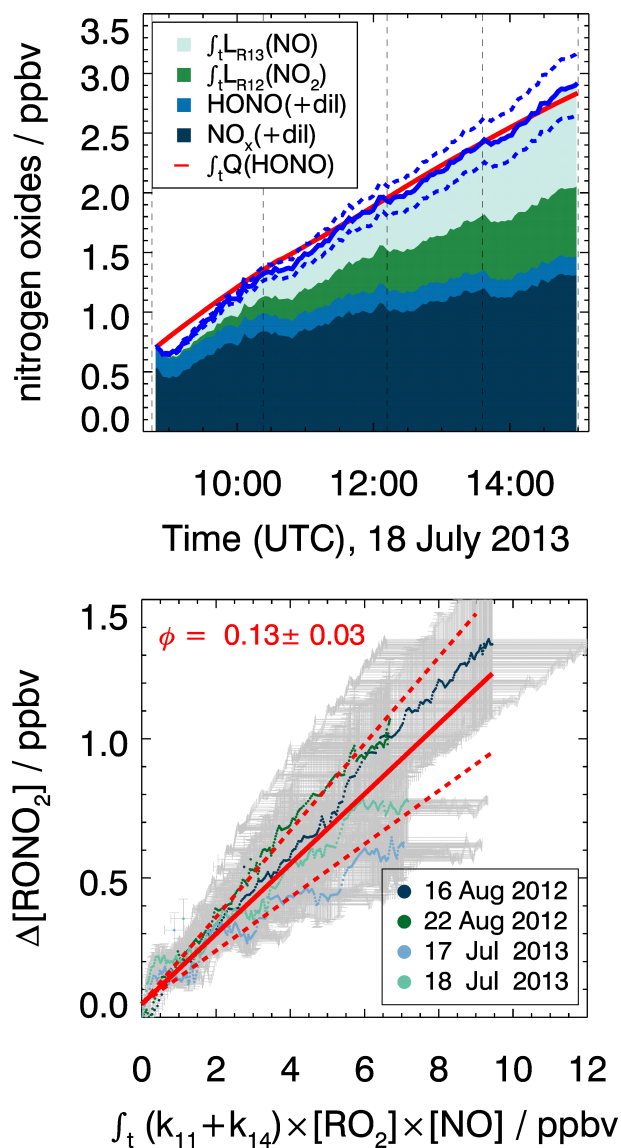 nitrogen oxides / ppbv
3.5
3.0
2.5
2.0
1.5
1.0
0.5
0.0
∫ₜL_R13(NO)
∫ₜL_R12(NO₂)
HONO(+dil)
NOₓ(+dil)
∫ₜQ(HONO)
10:00 12:00 14:00
Time (UTC), 18 July 2013
Δ[RONO₂] / ppbv
1.5
1.0
0.5
0.0
ϕ = 0.13± 0.03
16 Aug 2012
22 Aug 2012
17 Jul 2013
18 Jul 2013
0 2 4 6 8 10 12
∫ₜ (k₁₁+k₁₄)×[RO₂]×[NO] / ppbv